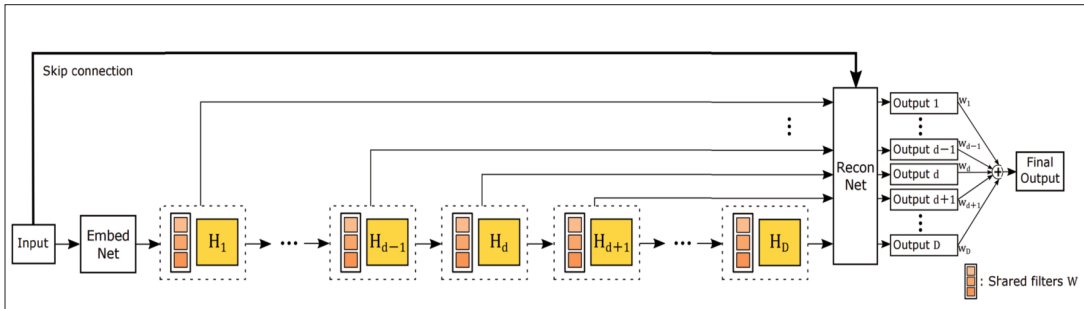 Skip connection
Input
Embed
Net
H1
...
Hd−1
Hd
Hd+1
...
HD
Recon
Net
Output 1
Output d−1
Output d
Output d+1
Output D
w1
wd−1
wd
wd+1
wD
+
Final
Output
: Shared filters W